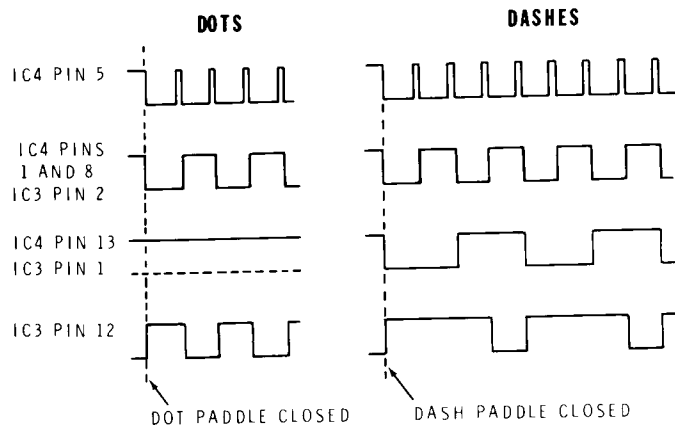 DOTS
DASHES
IC4 PIN 5
IC4 PINS
1 AND 8
IC3 PIN 2
IC4 PIN 13
IC3 PIN 1
IC3 PIN 12
DOT PADDLE CLOSED
DASH PADDLE CLOSED